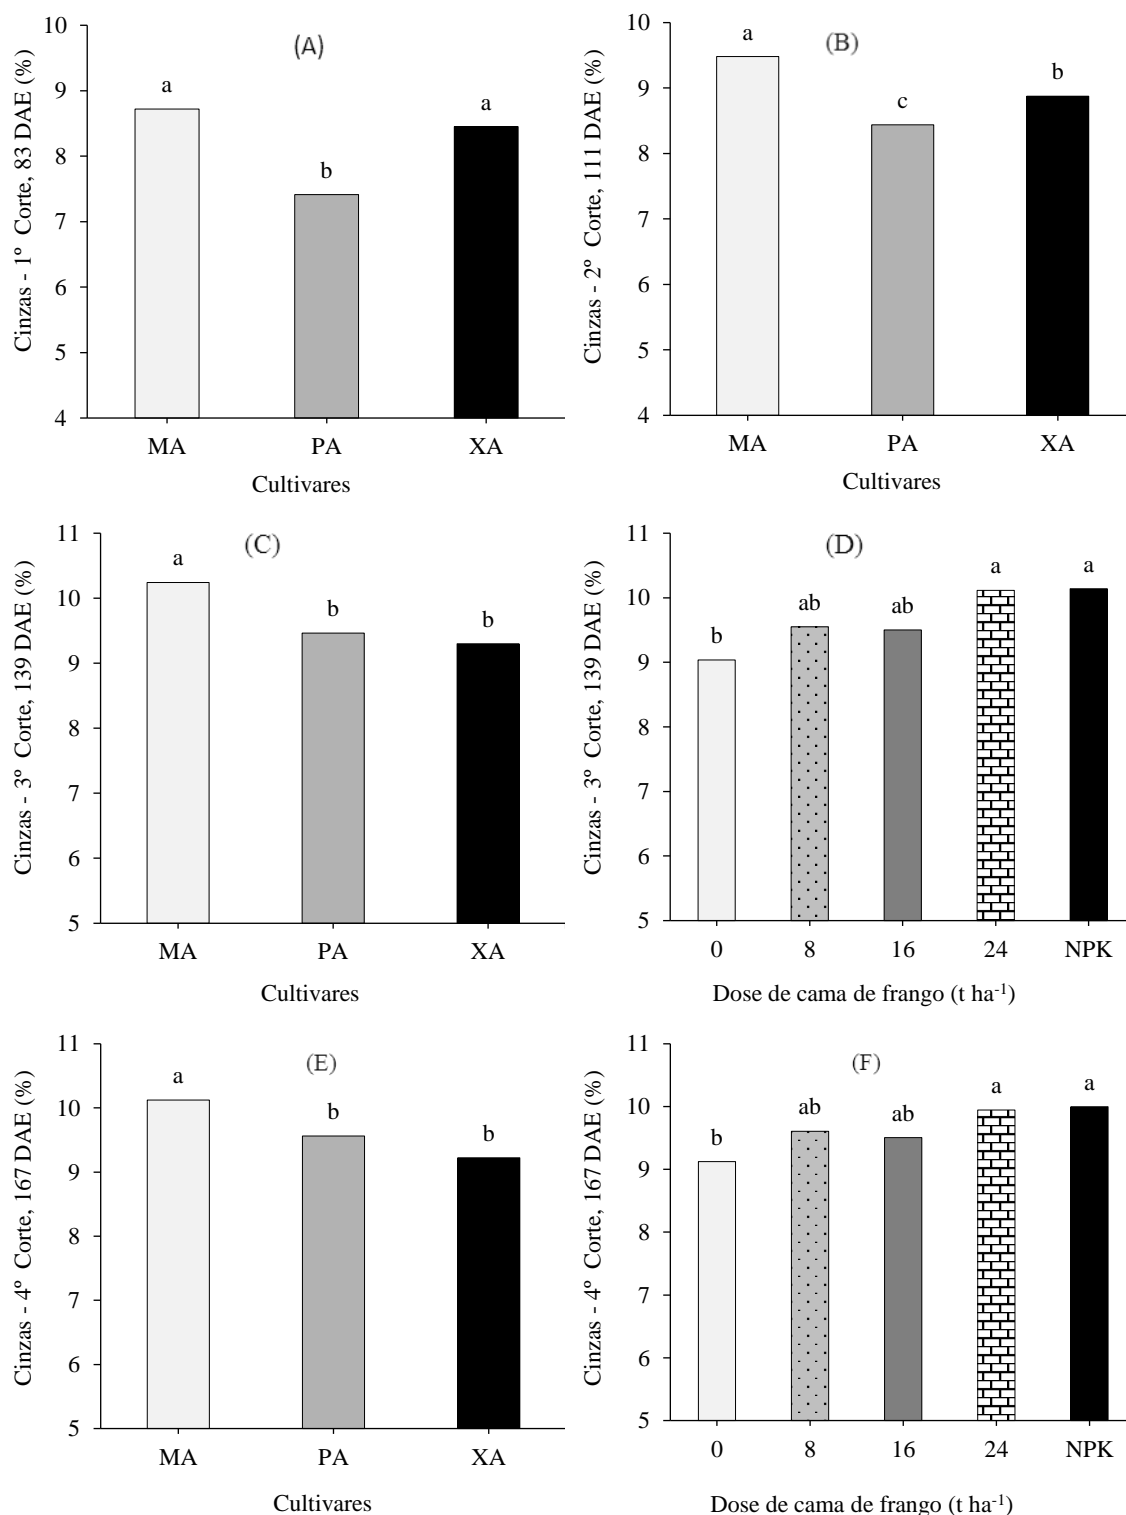 (A)
Cinzas - 1º Corte, 83 DAE (%)
10
9
8
7
6
5
4
a
b
a
MA PA XA
Cultivares
(B)
Cinzas - 2º Corte, 111 DAE (%)
10
9
8
7
6
5
4
a
c
b
MA PA XA
Cultivares
(C)
Cinzas - 3º Corte, 139 DAE (%)
11
10
9
8
7
6
5
a
b
b
MA PA XA
Cultivares
(D)
Cinzas - 3º Corte, 139 DAE (%)
11
10
9
8
7
6
5
b
ab
ab
a
a
0 8 16 24 NPK
Dose de cama de frango (t ha⁻¹)
(E)
Cinzas - 4º Corte, 167 DAE (%)
11
10
9
8
7
6
5
a
b
b
MA PA XA
Cultivares
(F)
Cinzas - 4º Corte, 167 DAE (%)
11
10
9
8
7
6
5
b
ab
ab
a
a
0 8 16 24 NPK
Dose de cama de frango (t ha⁻¹)